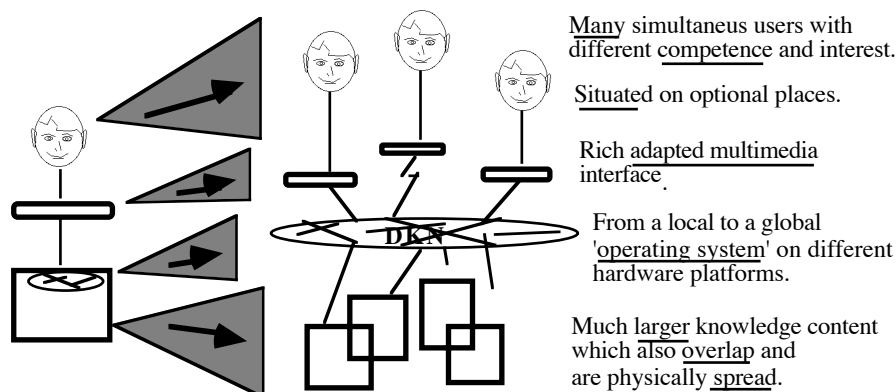 Many simultaneus users with
different competence and interest.
Situated on optional places.
Rich adapted multimedia
interface.
DKN
From a local to a global
'operating system' on different
hardware platforms.
Much larger knowledge content
which also overlap and
are physically spread.